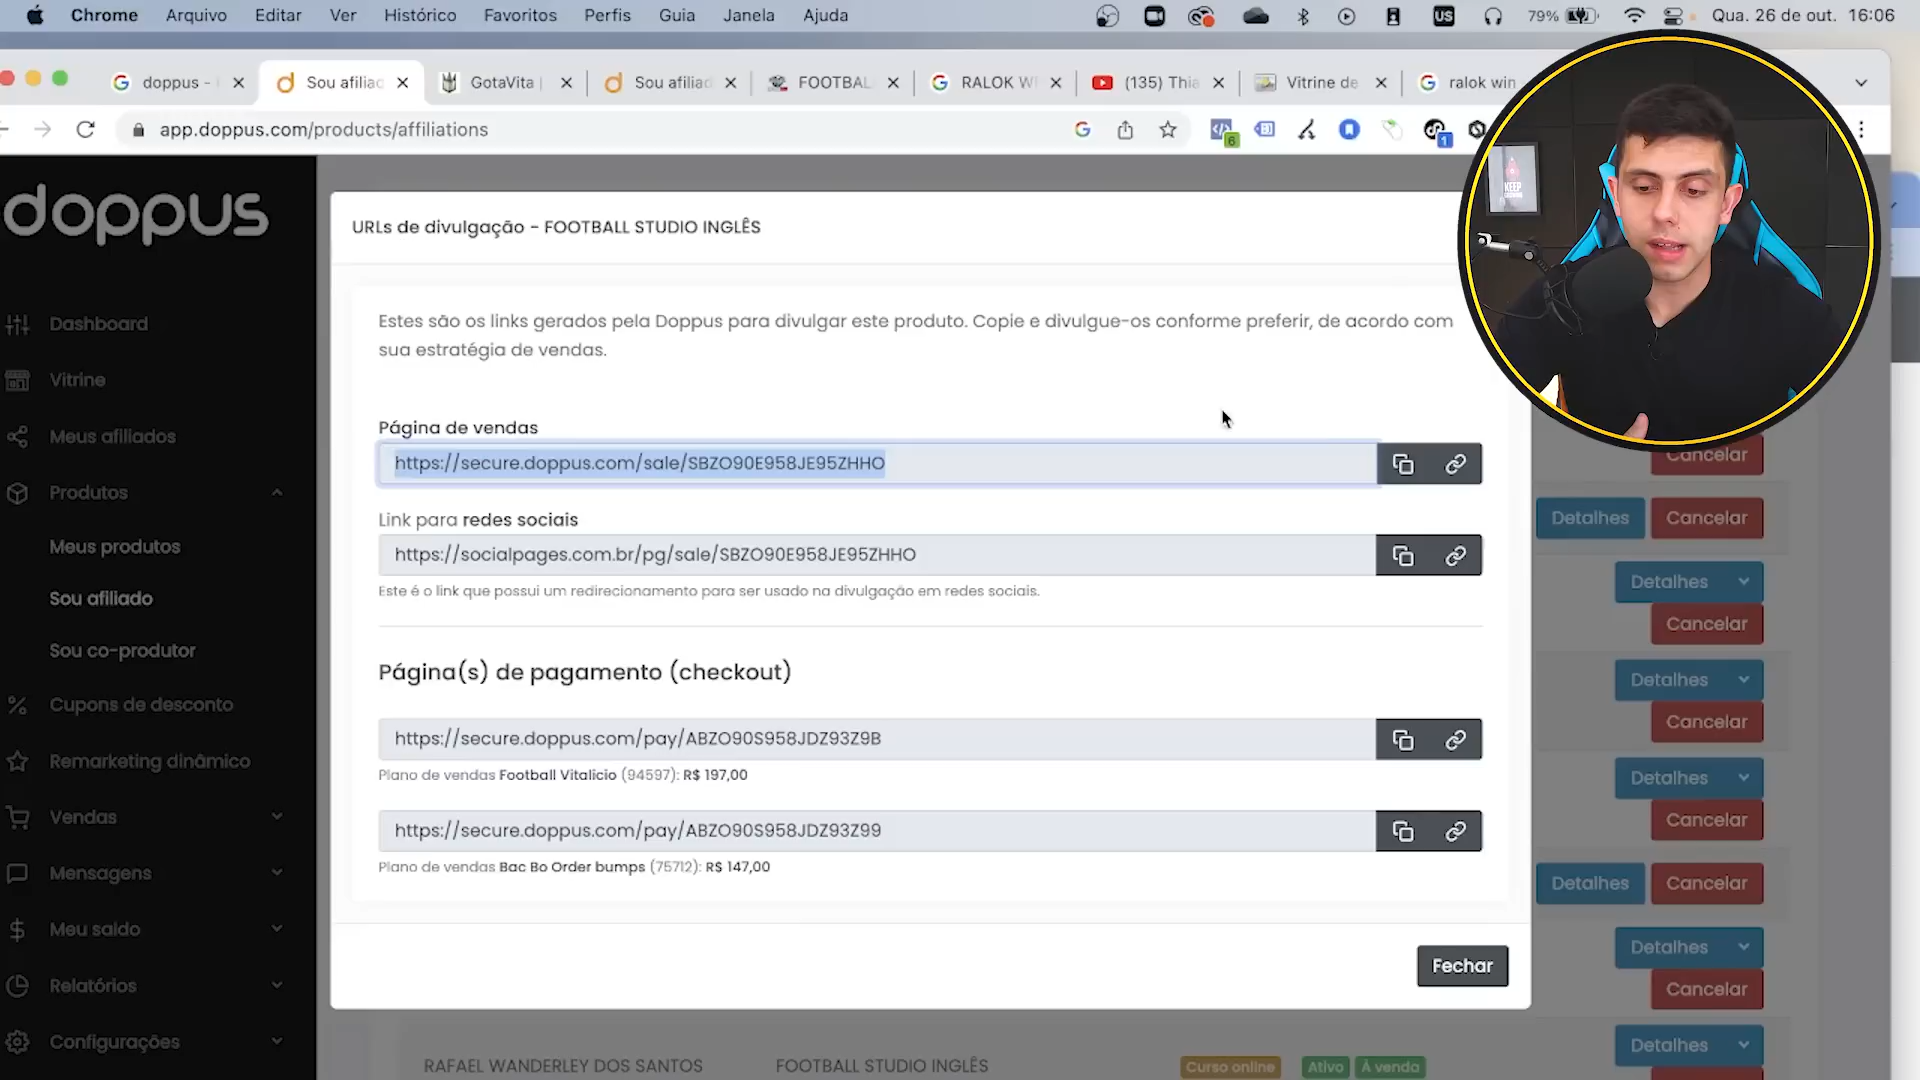 Chrome Arquivo Editar Ver Histórico Favoritos Perfis Guia Janela Ajuda US 79% Qua. 26 de out. 16:06
doppus - Sou afiliac GotaVita | Sou afiliad FOOTBAL RALOK WI (135) Thia Vitrine de ralok win
app.doppus.com/products/affiliations 6 1
KEEP
doppus
Dashboard
Vitrine
Meus afiliados
Produtos
Meus produtos
Sou afiliado
Sou co-produtor
Cupons de desconto
Remarketing dinâmico
Vendas
Mensagens
Meu saldo
Relatórios
Configurações
URLs de divulgação - FOOTBALL STUDIO INGLÊS
Estes são os links gerados pela Doppus para divulgar este produto. Copie e divulgue-os conforme preferir, de acordo com
sua estratégia de vendas.
Página de vendas
https://secure.doppus.com/sale/SBZO90E958JE95ZHHO
Link para redes sociais
https://socialpages.com.br/pg/sale/SBZO90E958JE95ZHHO
Este é o link que possui um redirecionamento para ser usado na divulgação em redes sociais.
Página(s) de pagamento (checkout)
https://secure.doppus.com/pay/ABZO90S958JDZ93Z9B
Plano de vendas Football Vitalicio (94597): R$ 197,00
https://secure.doppus.com/pay/ABZO90S958JDZ93Z99
Plano de vendas Bac Bo Order bumps (75712): R$ 147,00
Fechar
Cancelar
Detalhes Cancelar
Detalhes
Cancelar
Detalhes
Cancelar
Detalhes
Cancelar
Detalhes Cancelar
Detalhes
Cancelar
Detalhes
RAFAEL WANDERLEY DOS SANTOS FOOTBALL STUDIO INGLÊS Curso online Ativo À venda